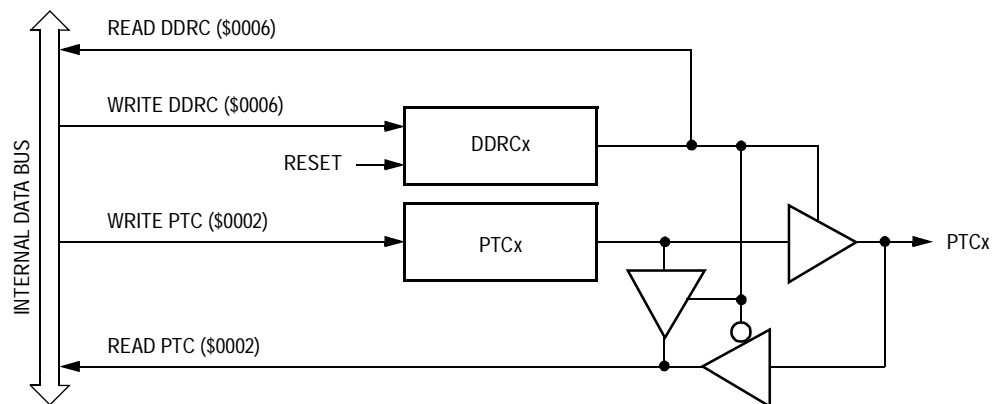 READ DDRC ($0006)
WRITE DDRC ($0006)
DDRCx
RESET
INTERNAL DATA BUS
WRITE PTC ($0002)
PTCx
PTCx
READ PTC ($0002)